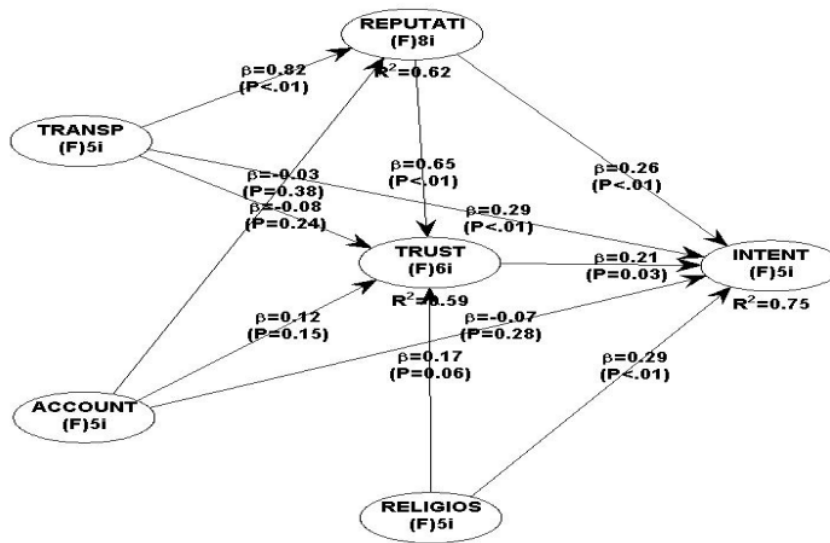 REPUTATI
(F)8i
R²=0.62
β=0.82
(P<.01)
TRANSP
(F)5i
β=-0.03
(P=0.38)
β=-0.08
(P=0.24)
β=0.65
(P<.01)
β=0.26
(P<.01)
β=0.29
(P<.01)
TRUST
(F)6i
R²=0.59
β=0.21
(P=0.03)
INTENT
(F)5i
R²=0.75
β=0.12
(P=0.15)
β=-0.07
(P=0.28)
β=0.17
(P=0.06)
β=0.29
(P<.01)
ACCOUNT
(F)5i
RELIGIOS
(F)5i